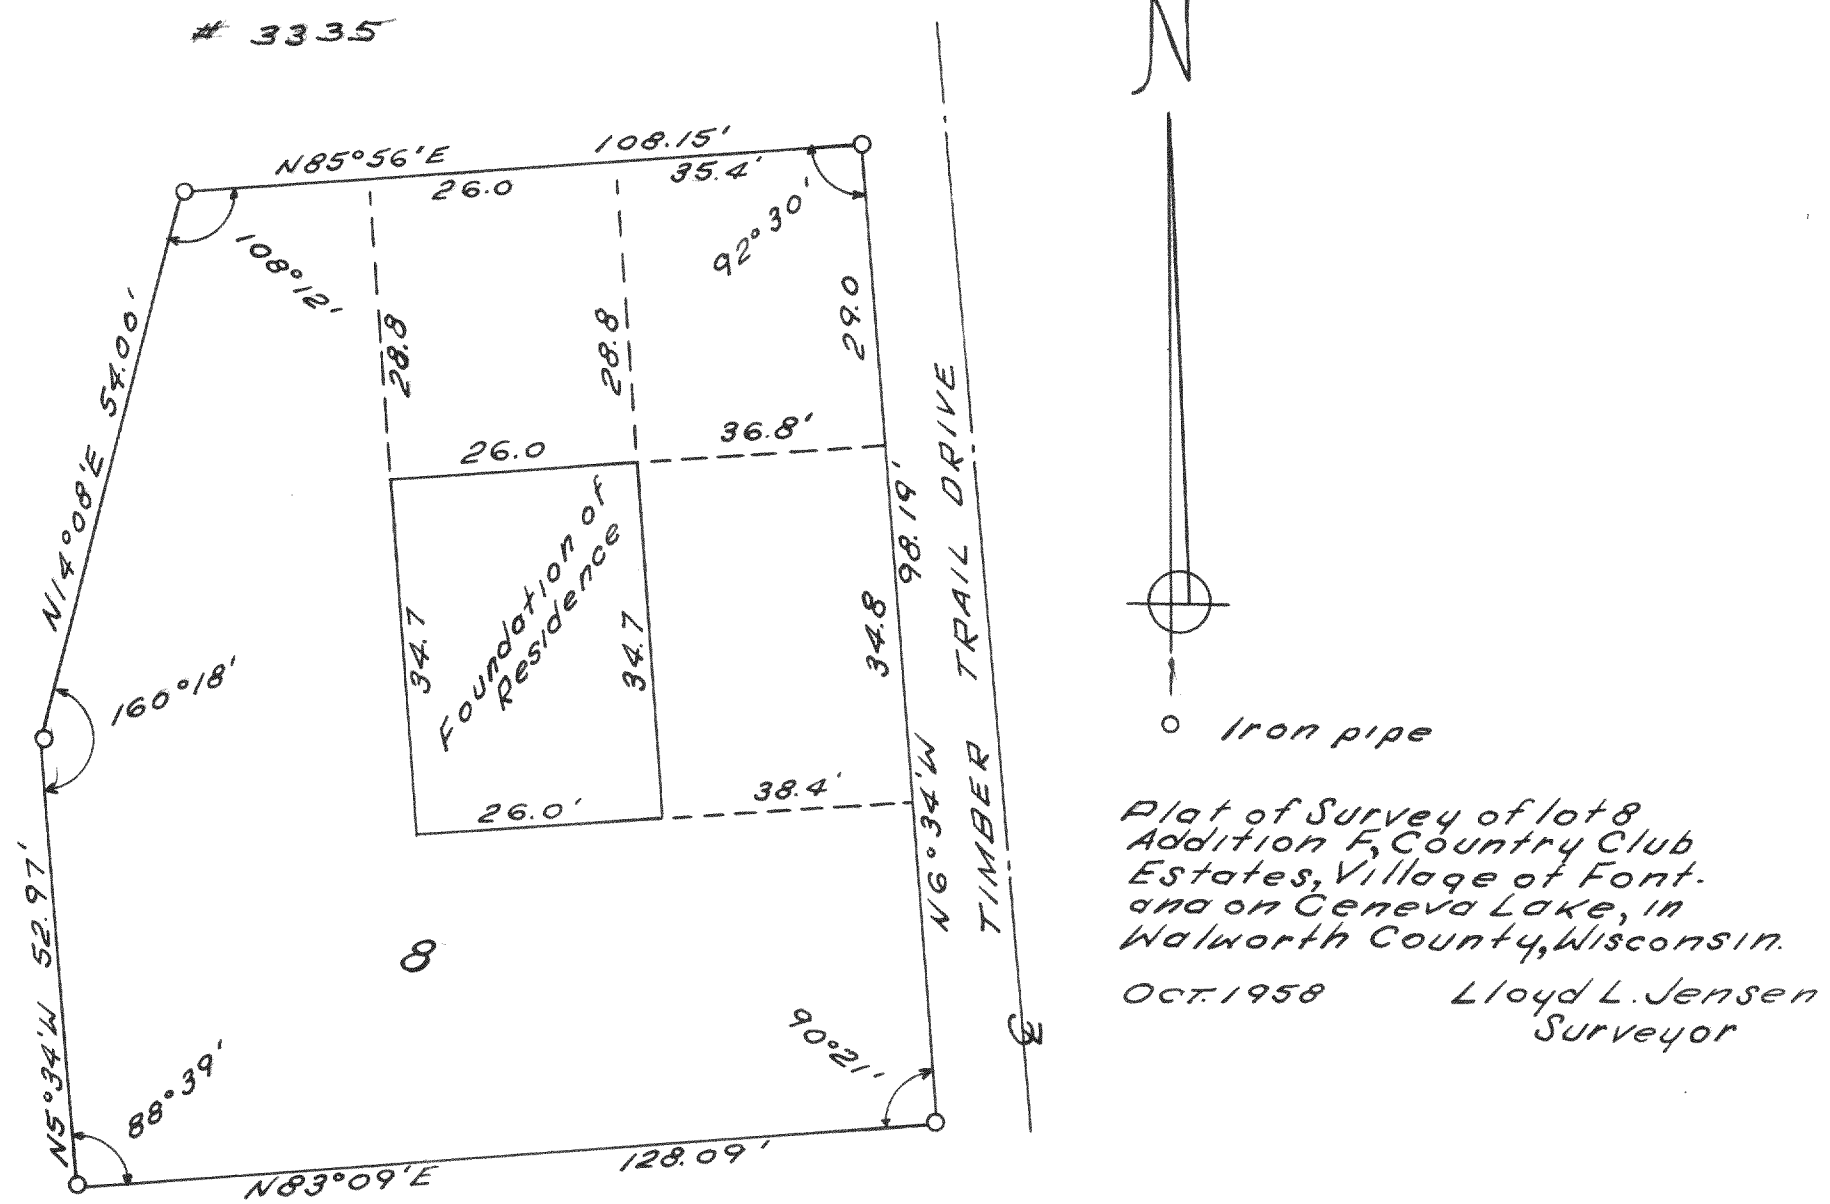 # 3335
N
N85°56'E
108.15'
26.0
35.4'
108°12'
92°30'
N14°08'E 54.00'
28.8
28.8
29.0
26.0
36.8'
Foundation of
Residence
34.7
34.7
34.8
98.19'
160°18'
26.0'
38.4'
N6°34'W
TIMBER TRAIL DRIVE
N5°34'W 52.97'
8
88°39'
90°21'
N83°09'E
128.09'
Iron pipe
Plat of Survey of lot 8
Addition F, Country Club
Estates, Village of Font-
ana on Geneva Lake, in
Walworth County, Wisconsin.
OCT. 1958
Lloyd L. Jensen
Surveyor